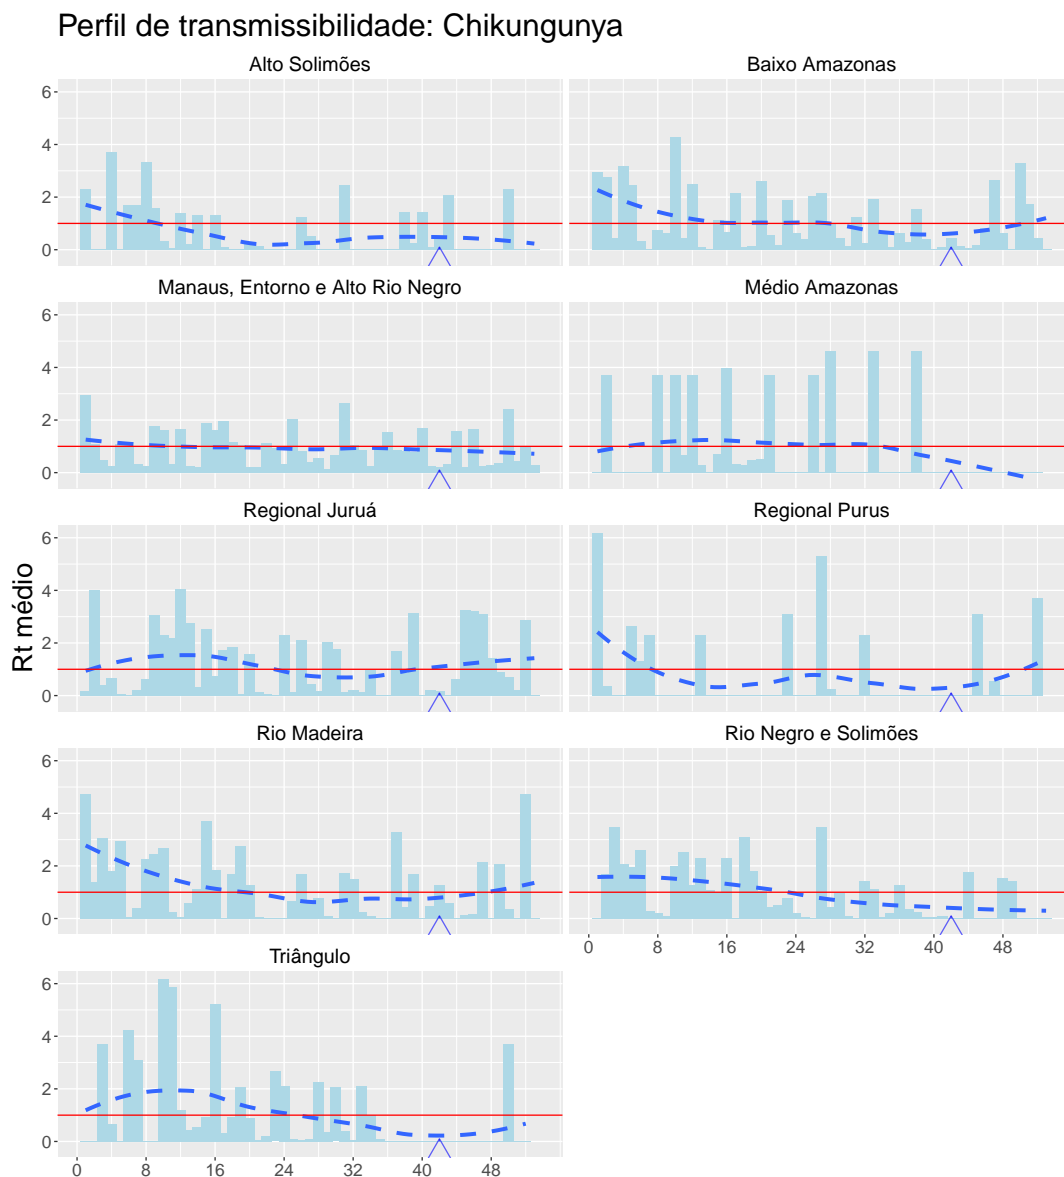 Perfil de transmissibilidade: Chikungunya
Alto Solimões
Baixo Amazonas
6
4
2
0
Manaus, Entorno e Alto Rio Negro
Médio Amazonas
6
4
2
0
Regional Juruá
Regional Purus
6
4
2
0
Rt médio
Rio Madeira
Rio Negro e Solimões
6
4
2
0
0 8 16 24 32 40 48
Triângulo
6
4
2
0
0 8 16 24 32 40 48